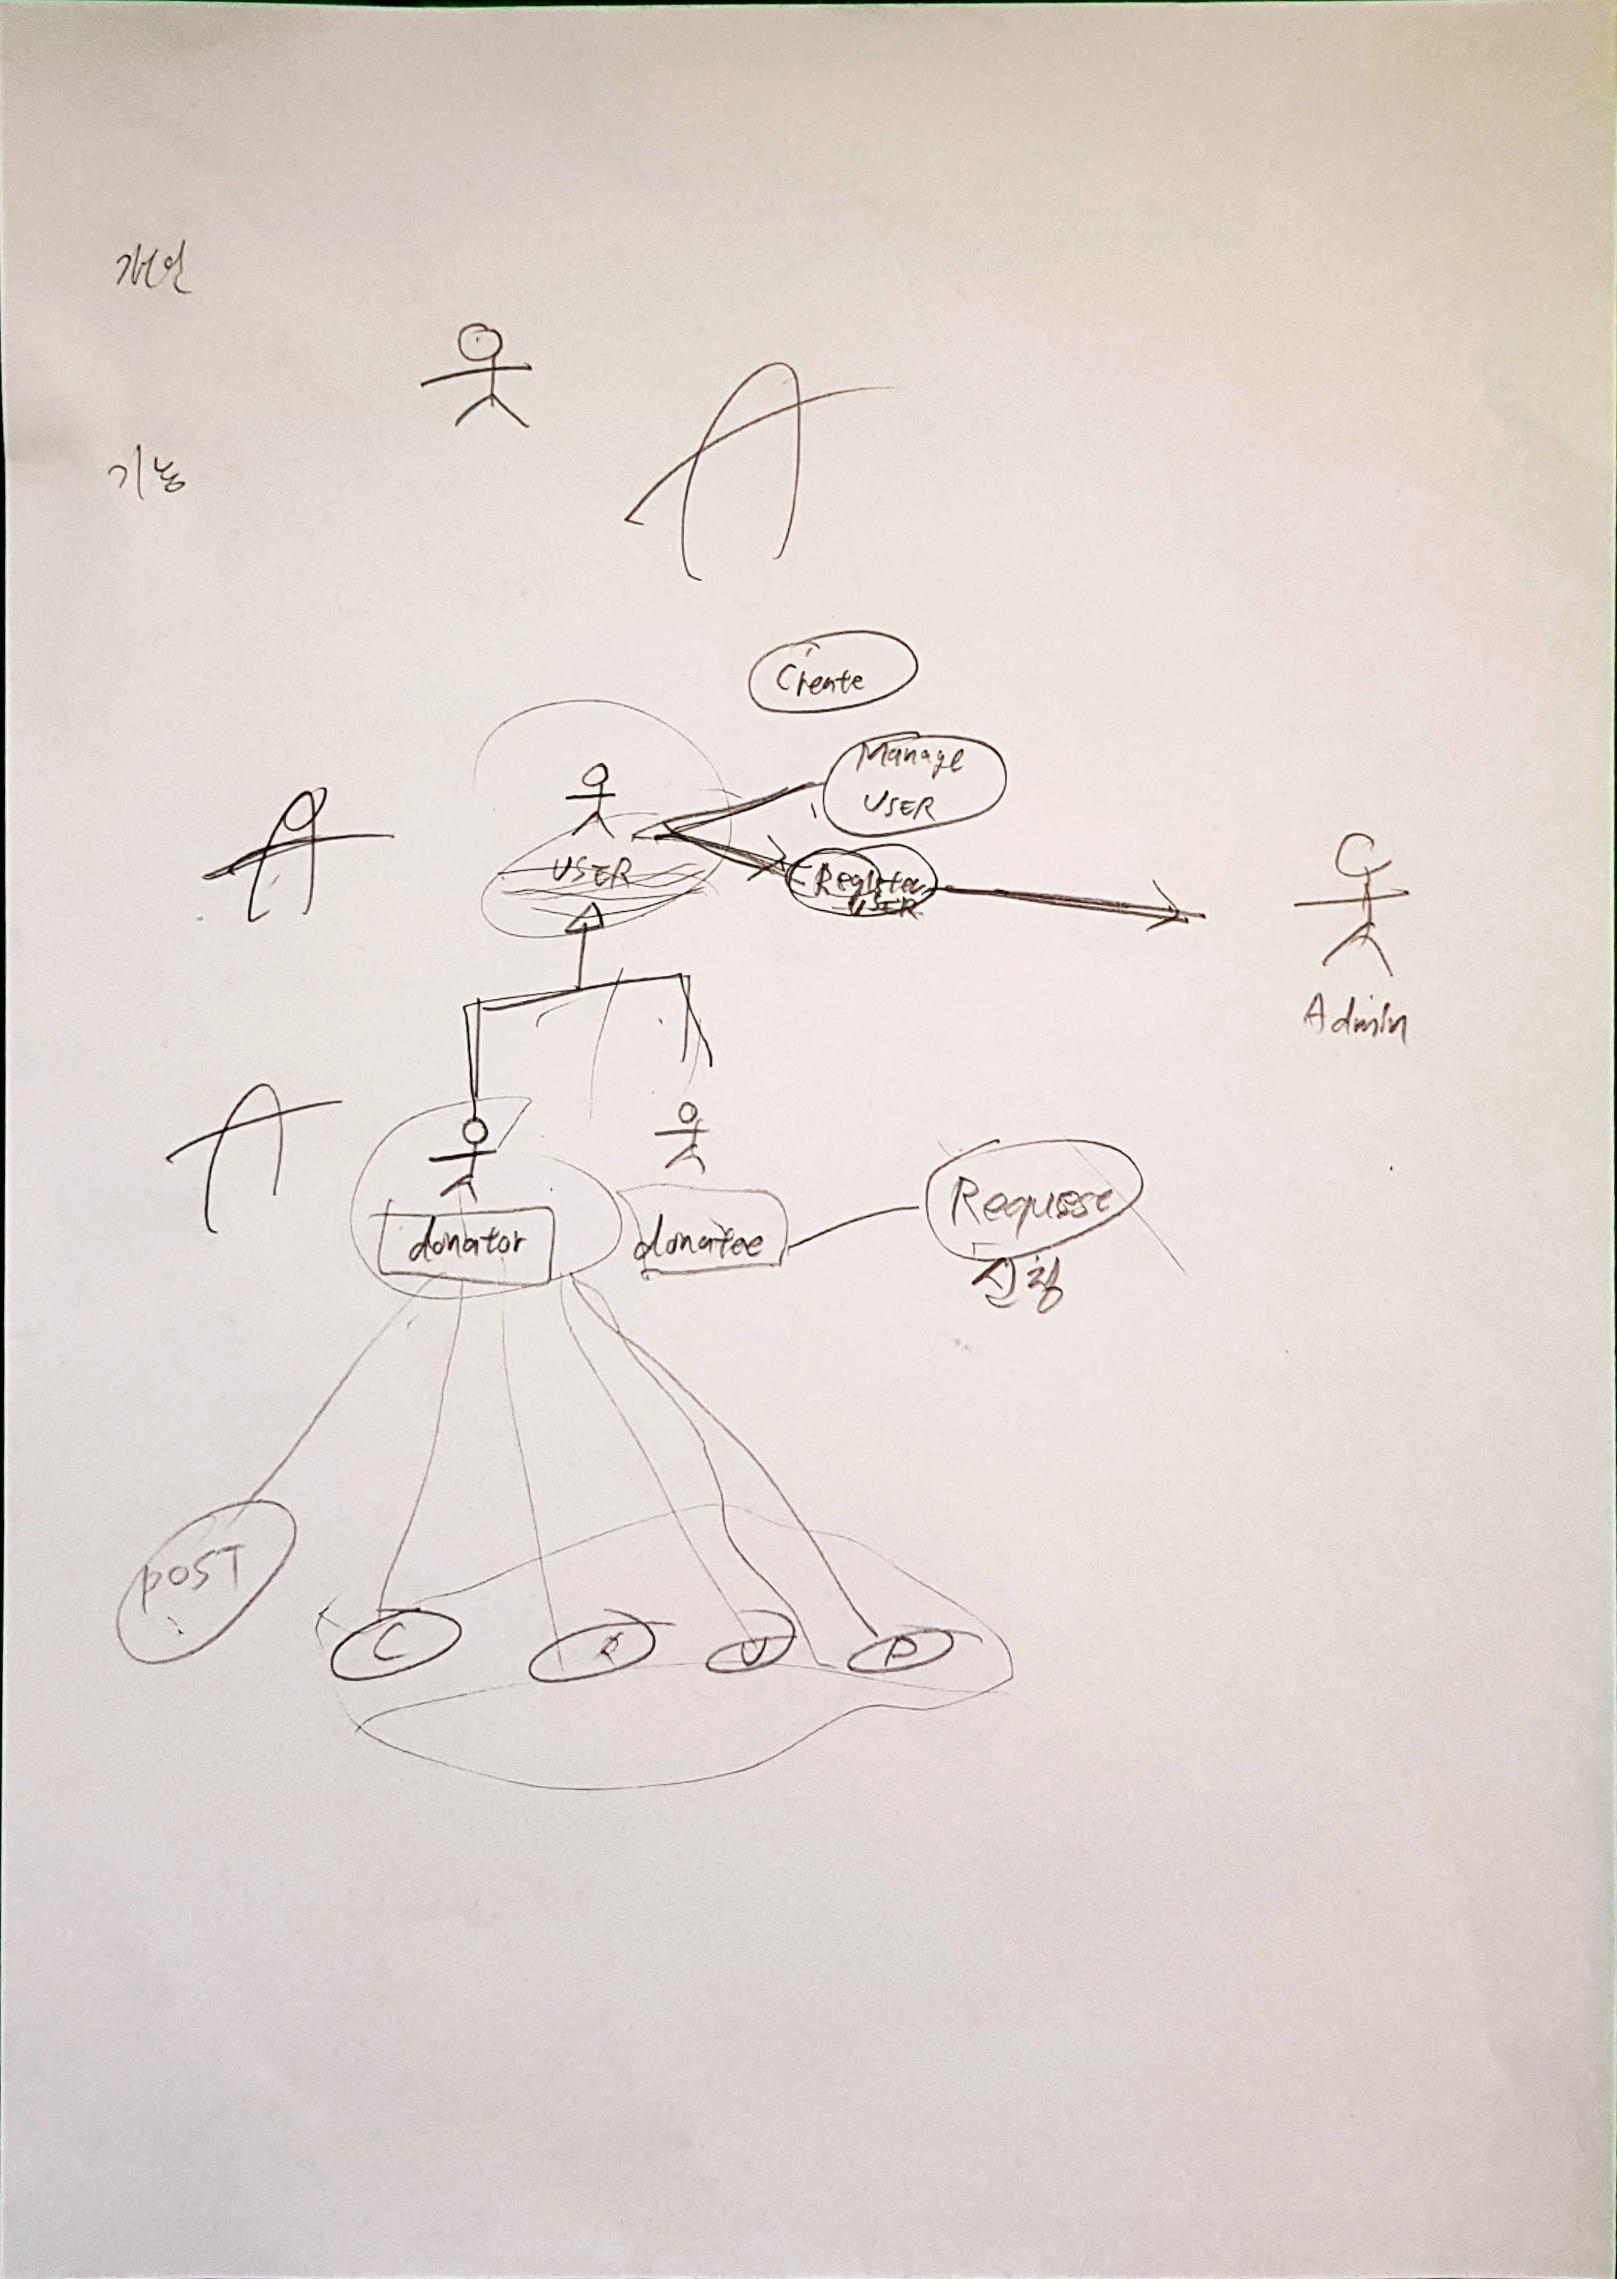 개인
기능
Create
Manage
USER
USER
Register
USER
Admin
donator
donatee
Request
신청
POST
C
R
U
D